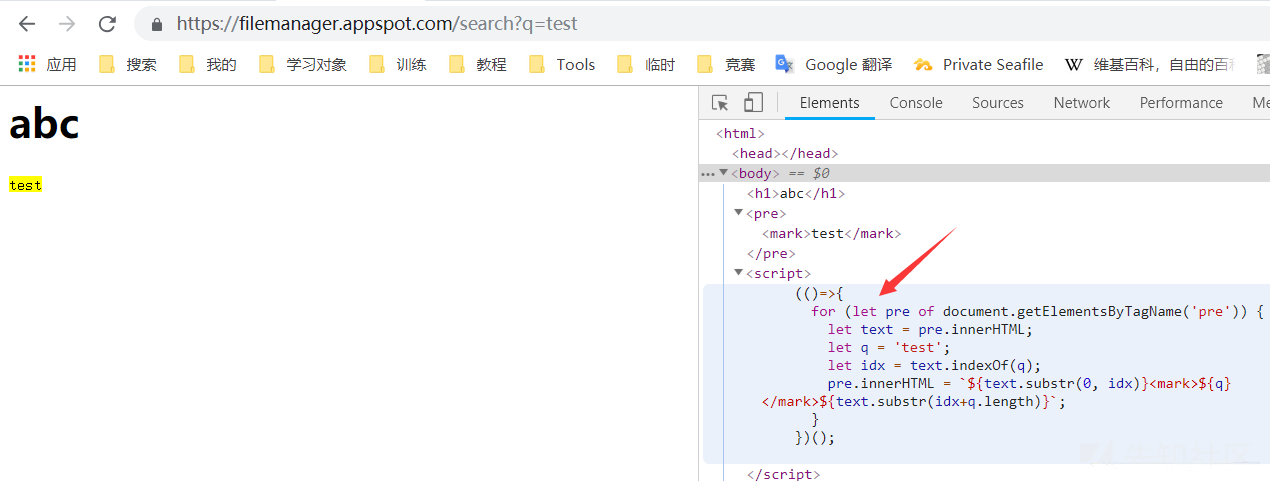 https://filemanager.appspot.com/search?q=test
应用 搜索 我的 学习对象 训练 教程 Tools 临时 竞赛 Google 翻译 Private Seafile W 维基百科，自由的百
abc
test
Elements Console Sources Network Performance Me
<html>
<head></head>
<body> == $0
<h1>abc</h1>
<pre>
<mark>test</mark>
</pre>
<script>
(()=>{
for (let pre of document.getElementsByTagName('pre')) {
let text = pre.innerHTML;
let q = 'test';
let idx = text.indexOf(q);
pre.innerHTML = `${text.substr(0, idx)}<mark>${q}
</mark>${text.substr(idx+q.length)}`;
}
})();
</script>